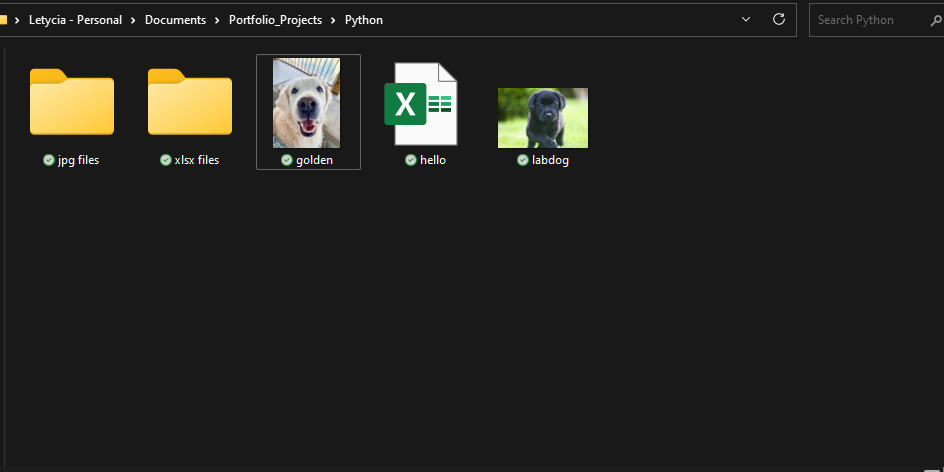 Letycia - Personal > Documents > Portfolio_Projects > Python
Search Python
jpg files
xlsx files
golden
X
hello
labdog